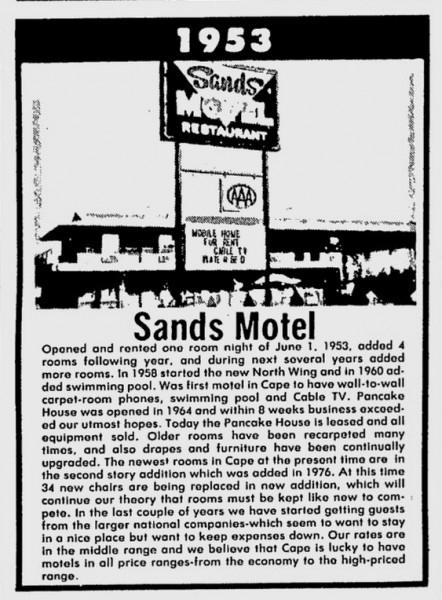 1953
Sands
MOTEL
RESTAURANT
AAA
MOBILE HOME
FOR RENT
CABLE TV
WATER BED
Sands Motel
Opened and rented one room night of June 1, 1953, added 4
rooms following year, and during next several years added
more rooms. In 1958 started the new North Wing and in 1960 ad-
ded swimming pool. Was first motel in Cape to have wall-to-wall
carpet-room phones, swimming pool and Cable TV. Pancake
House was opened in 1964 and within 8 weeks business exceed-
ed our utmost hopes. Today the Pancake House is leased and all
equipment sold. Older rooms have been recarpeted many
times, and also drapes and furniture have been continually
upgraded. The newest rooms in Cape at the present time are in
the second story addition which was added in 1976. At this time
34 new chairs are being replaced in new addition, which will
continue our theory that rooms must be kept like new to com-
pete. In the last couple of years we have started getting guests
from the larger national companies-which seem to want to stay
in a nice place but want to keep expenses down. Our rates are
in the middle range and we believe that Cape is lucky to have
motels in all price ranges-from the economy to the high-priced
range.